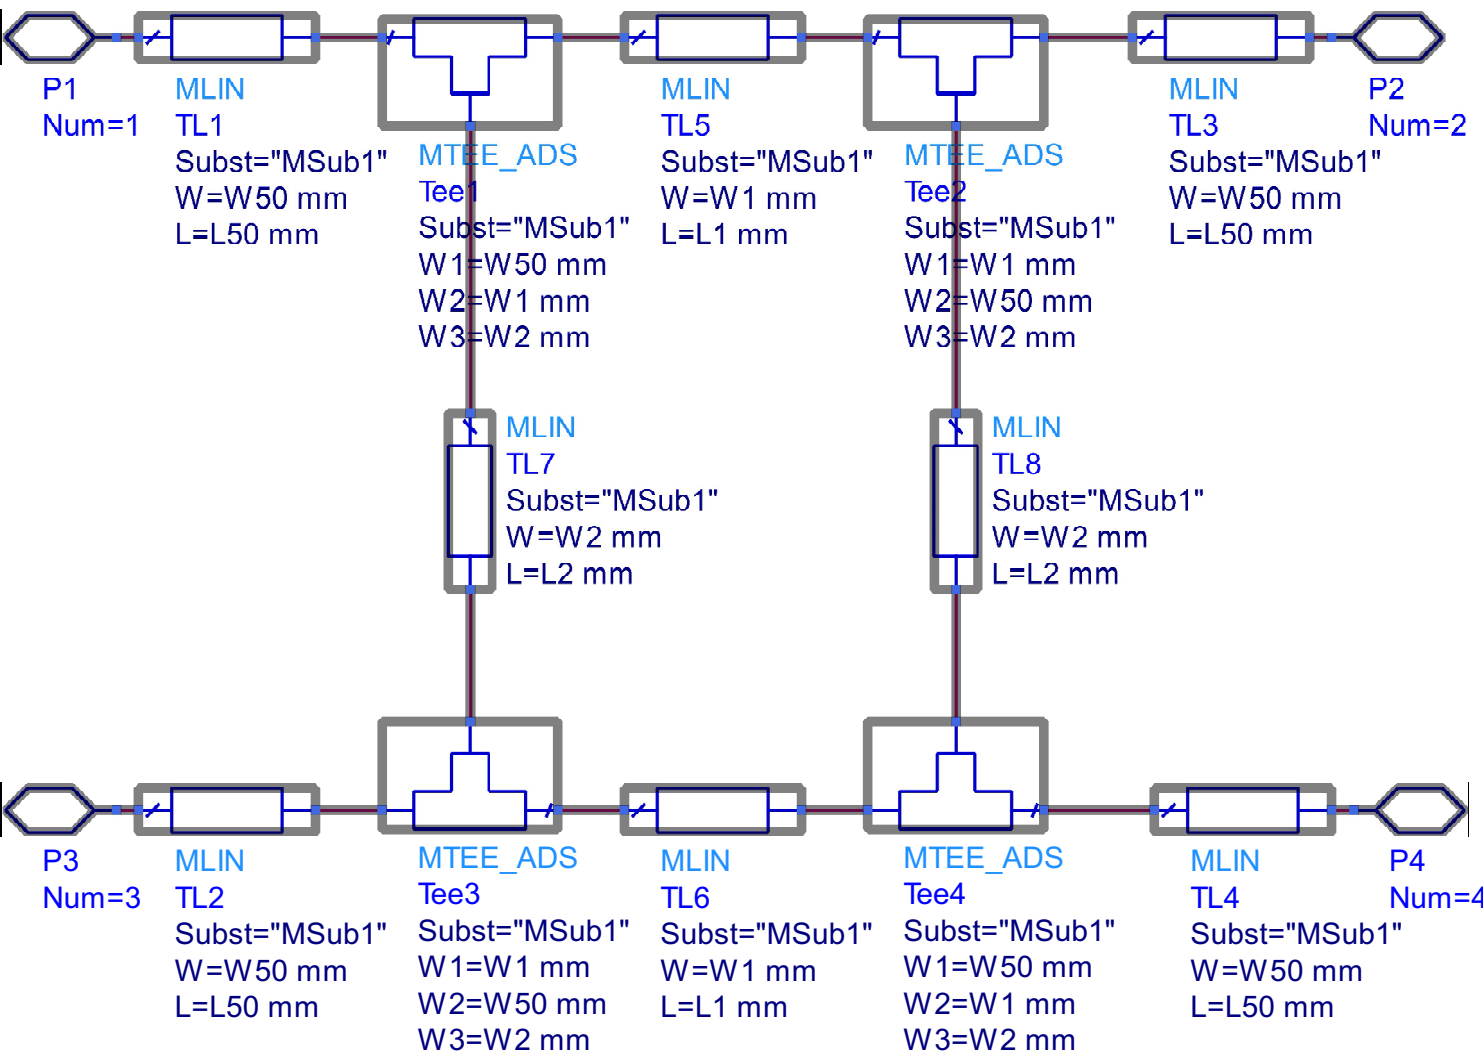 P1
Num=1
MLIN
TL1
Subst="MSub1"
W=W50 mm
L=L50 mm
MTEE_ADS
Tee1
Subst="MSub1"
W1=W50 mm
W2=W1 mm
W3=W2 mm
MLIN
TL5
Subst="MSub1"
W=W1 mm
L=L1 mm
MTEE_ADS
Tee2
Subst="MSub1"
W1=W1 mm
W2=W50 mm
W3=W2 mm
MLIN
TL3
Subst="MSub1"
W=W50 mm
L=L50 mm
P2
Num=2
MLIN
TL7
Subst="MSub1"
W=W2 mm
L=L2 mm
MLIN
TL8
Subst="MSub1"
W=W2 mm
L=L2 mm
P3
Num=3
MLIN
TL2
Subst="MSub1"
W=W50 mm
L=L50 mm
MTEE_ADS
Tee3
Subst="MSub1"
W1=W1 mm
W2=W50 mm
W3=W2 mm
MLIN
TL6
Subst="MSub1"
W=W1 mm
L=L1 mm
MTEE_ADS
Tee4
Subst="MSub1"
W1=W50 mm
W2=W1 mm
W3=W2 mm
MLIN
TL4
Subst="MSub1"
W=W50 mm
L=L50 mm
P4
Num=4